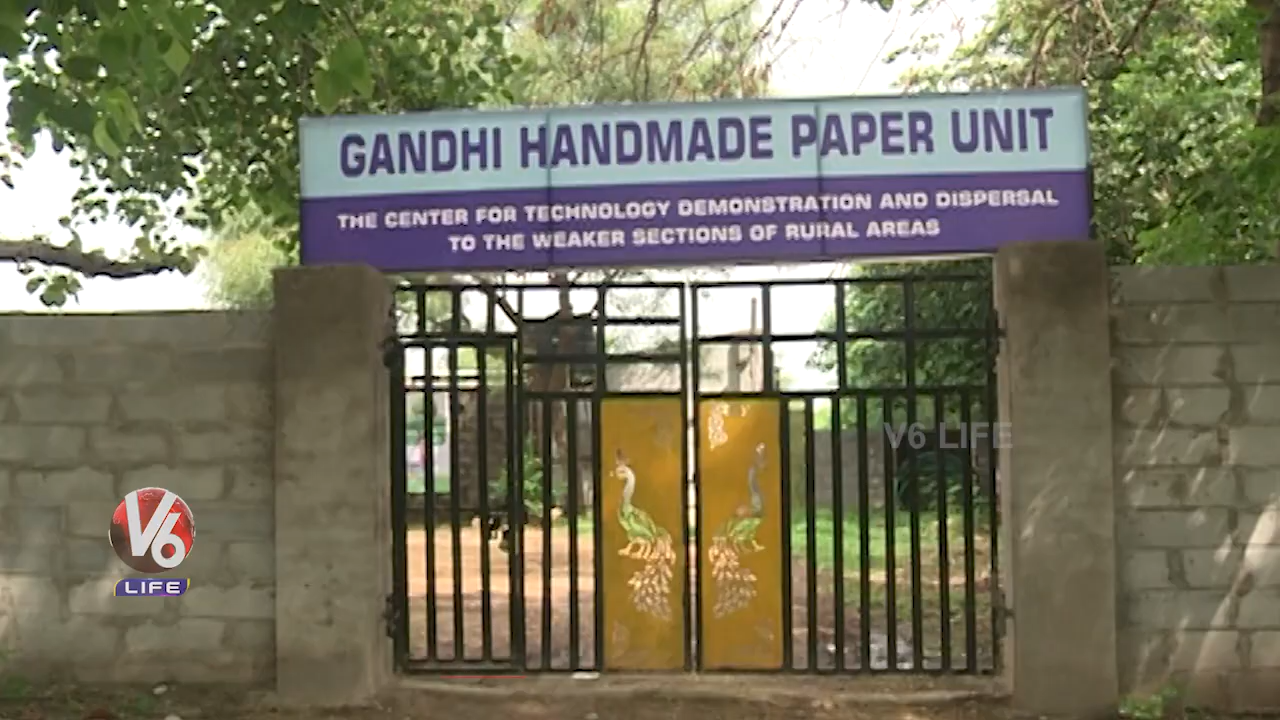 GANDHI HANDMADE PAPER UNIT
THE CENTER FOR TECHNOLOGY DEMONSTRATION AND DISPERSAL
TO THE WEAKER SECTIONS OF RURAL AREAS
V6 LIFE
V6
LIFE